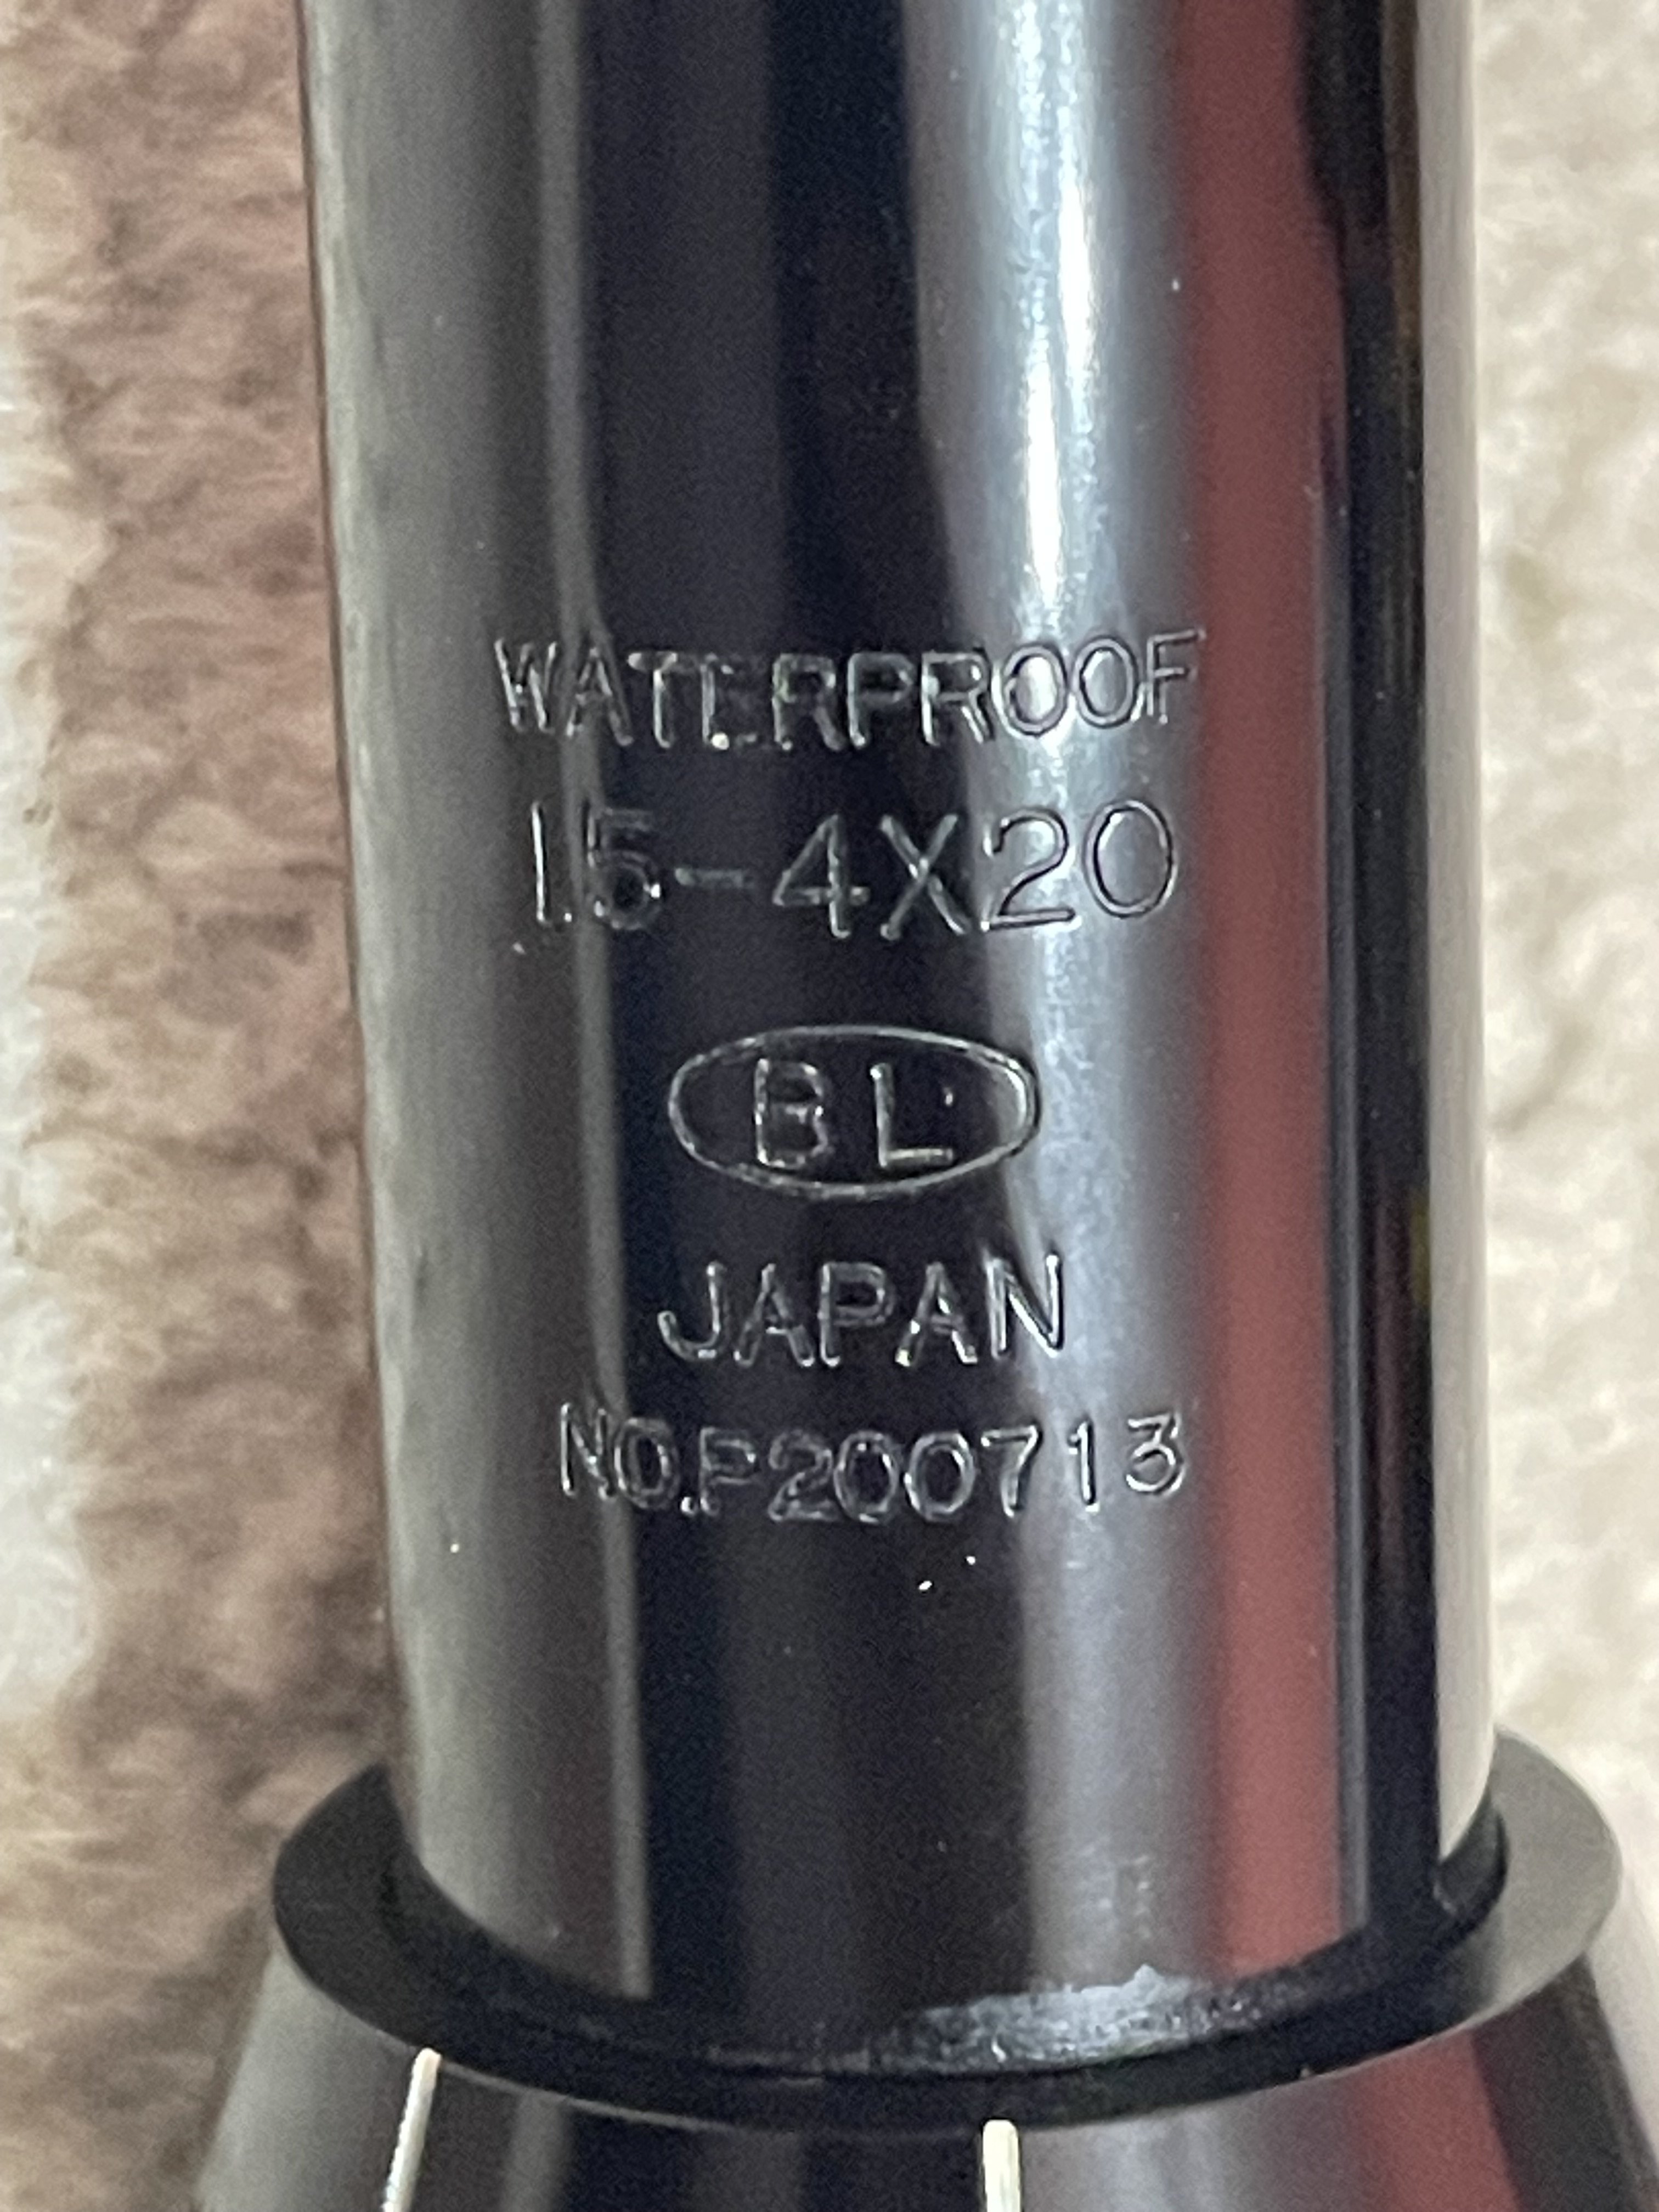 WATERPROOF
1.5-4X20
BL
JAPAN
NO.P200713